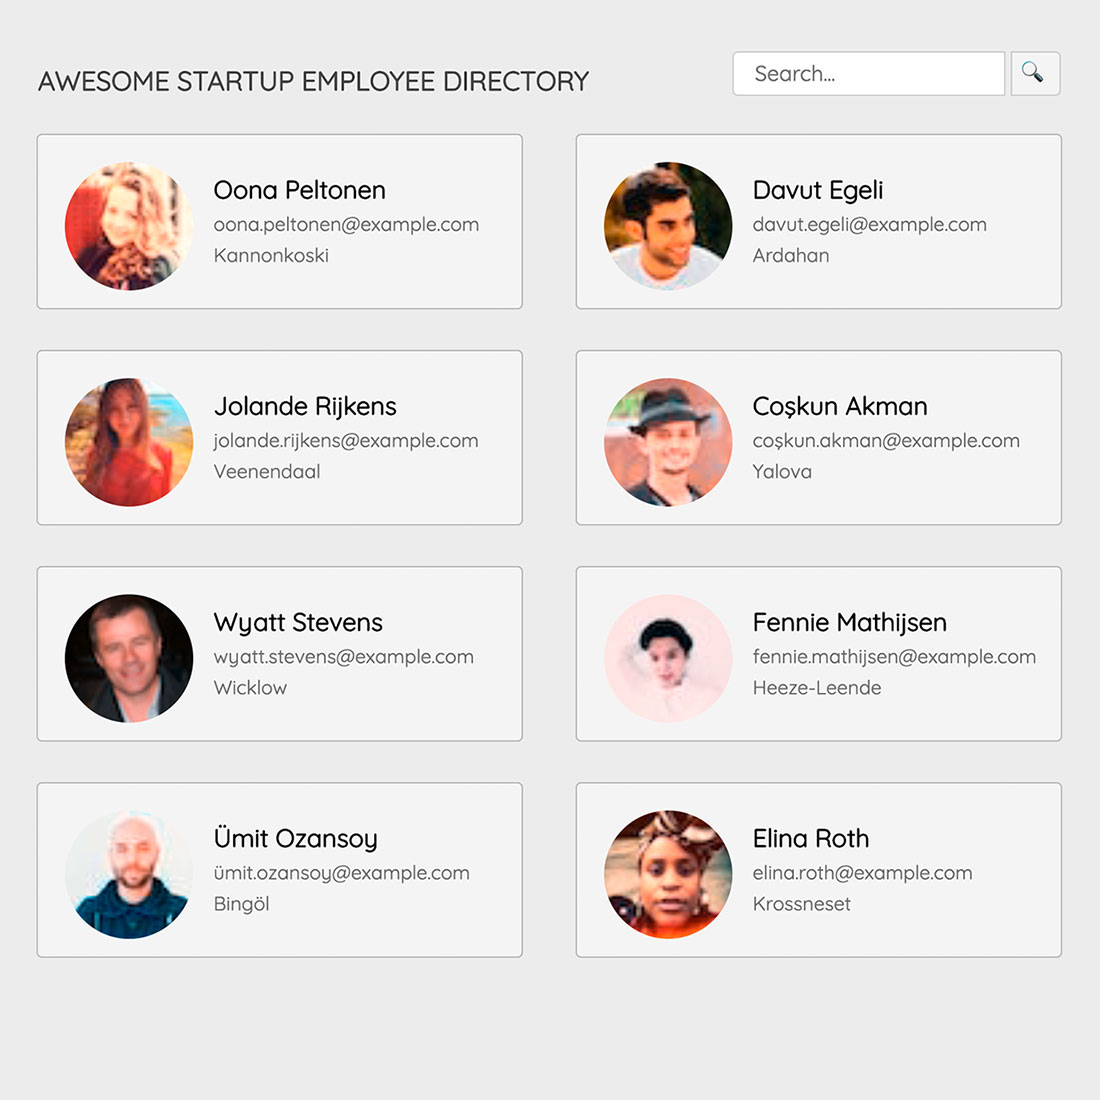 AWESOME STARTUP EMPLOYEE DIRECTORY
Search...
Oona Peltonen
oona.peltonen@example.com
Kannonkoski
Davut Egeli
davut.egeli@example.com
Ardahan
Jolande Rijkens
jolande.rijkens@example.com
Veenendaal
Coşkun Akman
coşkun.akman@example.com
Yalova
Wyatt Stevens
wyatt.stevens@example.com
Wicklow
Fennie Mathijsen
fennie.mathijsen@example.com
Heeze-Leende
Ümit Ozansoy
ümit.ozansoy@example.com
Bingöl
Elina Roth
elina.roth@example.com
Krossneset